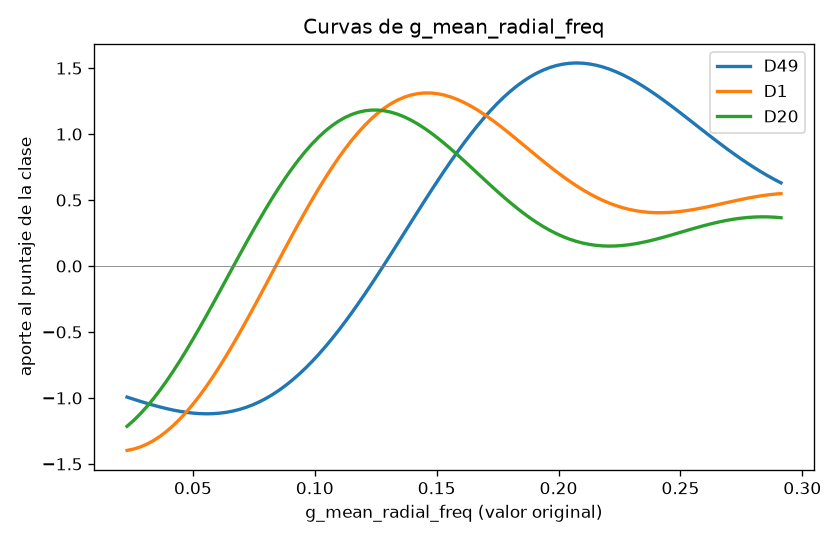 Curvas de g_mean_radial_freq
D49
D1
D20
aporte al puntaje de la clase
1.5
1.0
0.5
0.0
−0.5
−1.0
−1.5
0.05 0.10 0.15 0.20 0.25 0.30
g_mean_radial_freq (valor original)